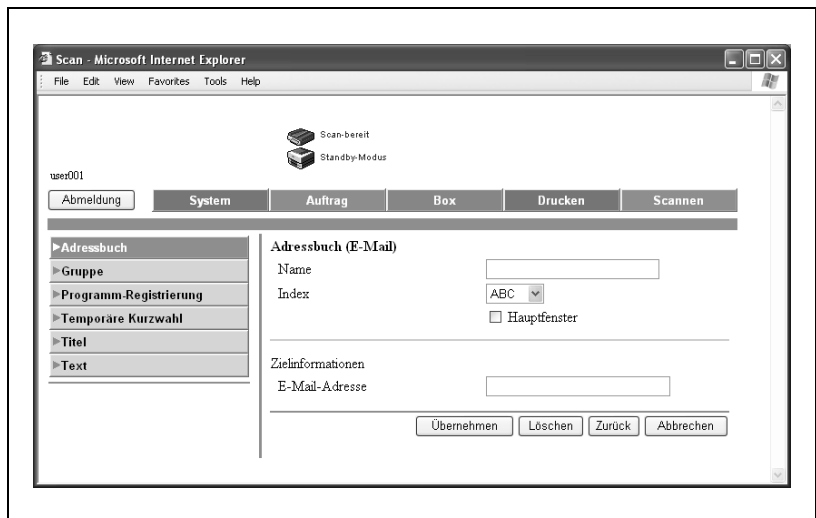 Scan - Microsoft Internet Explorer
File Edit View Favorites Tools Help
Scan-bereit
Standby-Modus
user001
Abmeldung System Auftrag Box Drucken Scannen
Adressbuch
Gruppe
Programm-Registrierung
Temporäre Kurzwahl
Titel
Text
Adressbuch (E-Mail)
Name
Index ABC
Hauptfenster
Zielinformationen
E-Mail-Adresse
Übernehmen Löschen Zurück Abbrechen